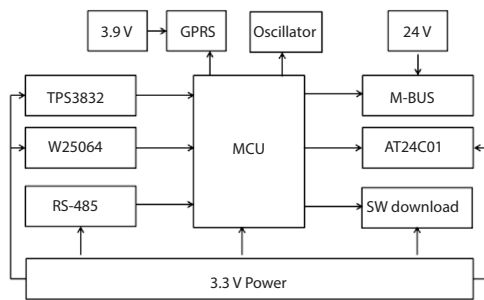 3.9 V
GPRS
Oscillator
24 V
TPS3832
M-BUS
W25064
MCU
AT24C01
RS-485
SW download
3.3 V Power